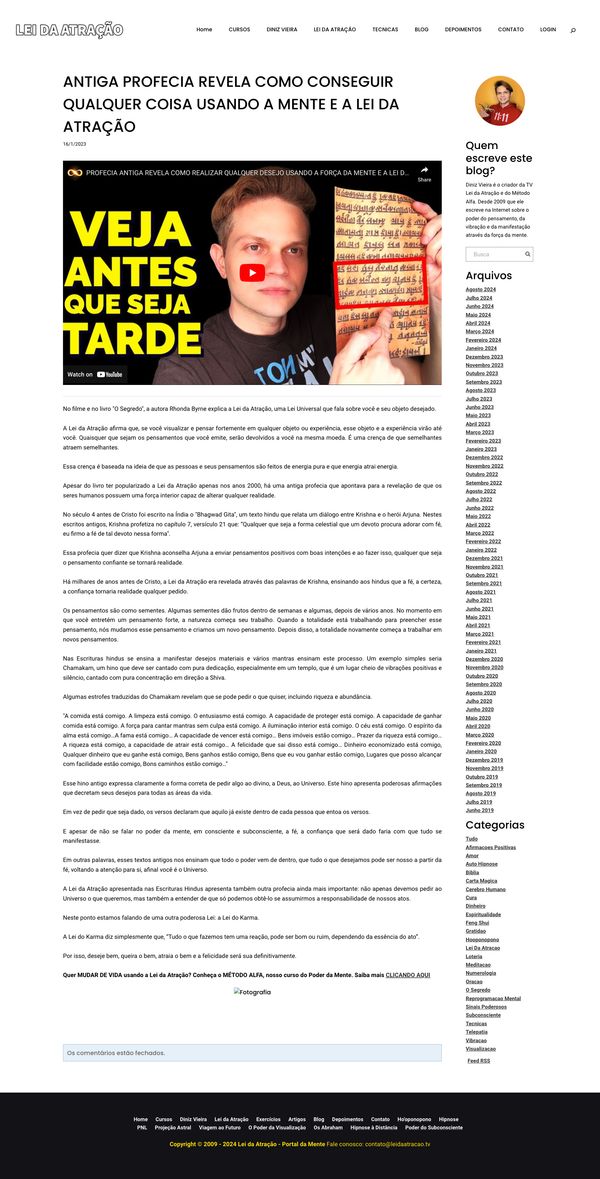 LEI DA ATRAÇÃO
Home CURSOS DINIZ VIEIRA LEI DA ATRAÇÃO TECNICAS BLOG DEPOIMENTOS CONTATO LOGIN
ANTIGA PROFECIA REVELA COMO CONSEGUIR
QUALQUER COISA USANDO A MENTE E A LEI DA
ATRAÇÃO
16/1/2023
PROFECIA ANTIGA REVELA COMO REALIZAR QUALQUER DESEJO USANDO A FORÇA DA MENTE E A LEI D...
Share
VEJA
ANTES
QUE SEJA
TARDE
Watch on YouTube
No filme e no livro "O Segredo", a autora Rhonda Byrne explica a Lei da Atração, uma Lei Universal que fala sobre você e seu objeto desejado.
A Lei da Atração afirma que, se você visualizar e pensar fortemente em qualquer objeto ou experiência, esse objeto e a experiência virão até
você. Quaisquer que sejam os pensamentos que você emite, serão devolvidos a você na mesma moeda. É uma crença de que semelhantes
atraem semelhantes.
Essa crença é baseada na ideia de que as pessoas e seus pensamentos são feitos de energia pura e que energia atrai energia.
Apesar do livro ter popularizado a Lei da Atração apenas nos anos 2000, há uma antiga profecia que apontava para a revelação de que os
seres humanos possuem uma força interior capaz de alterar qualquer realidade.
No século 4 antes de Cristo foi escrito na Índia o "Bhagwad Gita", um texto hindu que relata um diálogo entre Krishna e o herói Arjuna. Nestes
escritos antigos, Krishna profetiza no capítulo 7, versículo 21 que: "Qualquer que seja a forma celestial que um devoto procura adorar com fé,
eu firmo a fé de tal devoto nessa forma".
Essa profecia quer dizer que Krishna aconselha Arjuna a enviar pensamentos positivos com boas intenções e ao fazer isso, qualquer que seja
o pensamento confiante se tornará realidade.
Há milhares de anos antes de Cristo, a Lei da Atração era revelada através das palavras de Krishna, ensinando aos hindus que a fé, a certeza,
a confiança tornaria realidade qualquer pedido.
Os pensamentos são como sementes. Algumas sementes dão frutos dentro de semanas e algumas, depois de vários anos. No momento em
que você entretém um pensamento forte, a natureza começa seu trabalho. Quando a totalidade está trabalhando para preencher esse
pensamento, nós mudamos esse pensamento e criamos um novo pensamento. Depois disso, a totalidade novamente começa a trabalhar em
novos pensamentos.
Nas Escrituras hindus se ensina a manifestar desejos materiais e vários mantras ensinam este processo. Um exemplo simples seria
Chamakam, um hino que deve ser cantado com pura dedicação, especialmente em um templo, que é um lugar cheio de vibrações positivas e
silêncio, cantado com pura concentração em direção a Shiva.
Algumas estrofes traduzidas do Chamakam revelam que se pode pedir o que quiser, incluindo riqueza e abundância.
"A comida está comigo. A limpeza está comigo. O entusiasmo está comigo. A capacidade de proteger está comigo. A capacidade de ganhar
comida está comigo. A força para cantar mantras sem culpa está comigo. A iluminação interior está comigo. O céu está comigo. O espírito da
alma está comigo...A fama está comigo... A capacidade de vencer está comigo... Bens imóveis estão comigo... Prazer da riqueza está comigo...
A riqueza está comigo, a capacidade de atrair está comigo... A felicidade que sai disso está comigo... Dinheiro economizado está comigo,
Qualquer dinheiro que eu ganhe está comigo, Bens ganhos estão comigo, Bens que eu vou ganhar estão comigo, Lugares que posso alcançar
com facilidade estão comigo, Bons caminhos estão comigo..."
Esse hino antigo expressa claramente a forma correta de pedir algo ao divino, a Deus, ao Universo. Este hino apresenta poderosas afirmações
que decretam seus desejos para todas as áreas da vida.
Em vez de pedir que seja dado, os versos declaram que aquilo já existe dentro de cada pessoa que entoa os versos.
E apesar de não se falar no poder da mente, em consciente e subconsciente, a fé, a confiança que será dado faria com que tudo se
manifestasse.
Em outras palavras, esses textos antigos nos ensinam que todo o poder vem de dentro, que tudo o que desejamos pode ser nosso a partir da
fé, voltando a atenção para si, afinal você é o Universo.
A Lei da Atração apresentada nas Escrituras Hindus apresenta também outra profecia ainda mais importante: não apenas devemos pedir ao
Universo o que queremos, mas também a entender de que só podemos obtê-lo se assumirmos a responsabilidade de nossos atos.
Neste ponto estamos falando de uma outra poderosa Lei: a Lei do Karma.
A Lei do Karma diz simplesmente que, "Tudo o que fazemos tem uma reação, pode ser bom ou ruim, dependendo da essência do ato".
Por isso, deseje bem, queira o bem, atraia o bem e a felicidade será sua definitivamente.
Quer MUDAR DE VIDA usando a Lei da Atração? Conheça o MÉTODO ALFA, nosso curso do Poder da Mente. Saiba mais CLICANDO AQUI
Fotografia
Os comentários estão fechados.
11:11
Quem
escreve este
blog?
Diniz Vieira é o criador da TV
Lei da Atração e do Método
Alfa. Desde 2009 que ele
escreve na Internet sobre o
poder do pensamento, da
vibração e da manifestação
através da força da mente.
Busca
Arquivos
Agosto 2024
Julho 2024
Junho 2024
Maio 2024
Abril 2024
Março 2024
Fevereiro 2024
Janeiro 2024
Dezembro 2023
Novembro 2023
Outubro 2023
Setembro 2023
Agosto 2023
Julho 2023
Junho 2023
Maio 2023
Abril 2023
Março 2023
Fevereiro 2023
Janeiro 2023
Dezembro 2022
Novembro 2022
Outubro 2022
Setembro 2022
Agosto 2022
Julho 2022
Junho 2022
Maio 2022
Abril 2022
Março 2022
Fevereiro 2022
Janeiro 2022
Dezembro 2021
Novembro 2021
Outubro 2021
Setembro 2021
Agosto 2021
Julho 2021
Junho 2021
Maio 2021
Abril 2021
Março 2021
Fevereiro 2021
Janeiro 2021
Dezembro 2020
Novembro 2020
Outubro 2020
Setembro 2020
Agosto 2020
Julho 2020
Junho 2020
Maio 2020
Abril 2020
Março 2020
Fevereiro 2020
Janeiro 2020
Dezembro 2019
Novembro 2019
Outubro 2019
Setembro 2019
Agosto 2019
Julho 2019
Junho 2019
Categorias
Tudo
Afirmacoes Positivas
Amor
Auto Hipnose
Bíblia
Carta Magica
Cerebro Humano
Cura
Dinheiro
Espiritualidade
Feng Shui
Gratidao
Hooponopono
Lei Da Atracao
Loteria
Meditacao
Numerologia
Oracao
O Segredo
Reprogramacao Mental
Sinais Poderosos
Subconsciente
Tecnicas
Telepatia
Vibracao
Visualizacao
Feed RSS
Home Cursos Diniz Vieira Lei da Atração Exercícios Artigos Blog Depoimentos Contato Ho'oponopono Hipnose
PNL Projeção Astral Viagem ao Futuro O Poder da Visualização Os Abraham Hipnose à Distância Poder do Subconsciente
Copyright © 2009 - 2024 Lei da Atração - Portal da Mente Fale conosco: contato@leidaatracao.tv